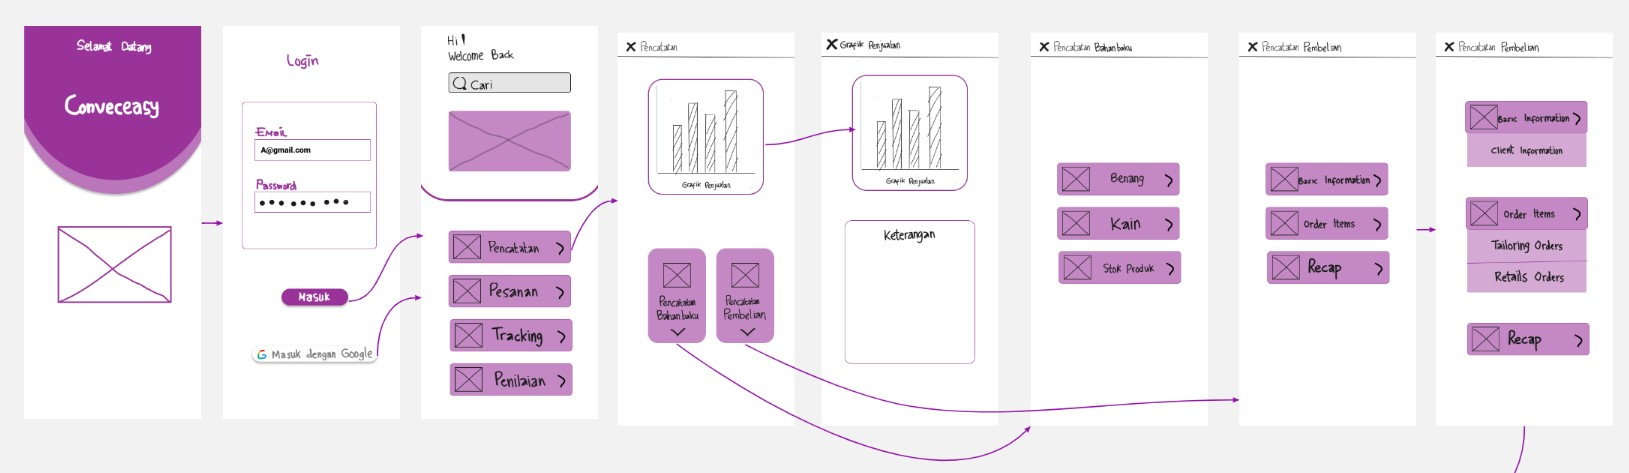 Selamat Datang
Conveceasy
Login
Email
A@gmail.com
Password
Masuk
Masuk dengan Google
Hi!
Welcome Back
Cari
Pencatatan
Pesanan
Tracking
Penilaian
Pencatatan
Grafik Penjualan
Pencatatan
Bahan baku
Pencatatan
Pembelian
Grafik Penjualan
Grafik Penjualan
Keterangan
Pencatatan Bahan baku
Benang
Kain
Stok Produk
Pencatatan Pembelian
Basic Information
Order Items
Recap
Pencatatan Pembelian
Basic Information
Client Information
Order Items
Tailoring Orders
Retails Orders
Recap